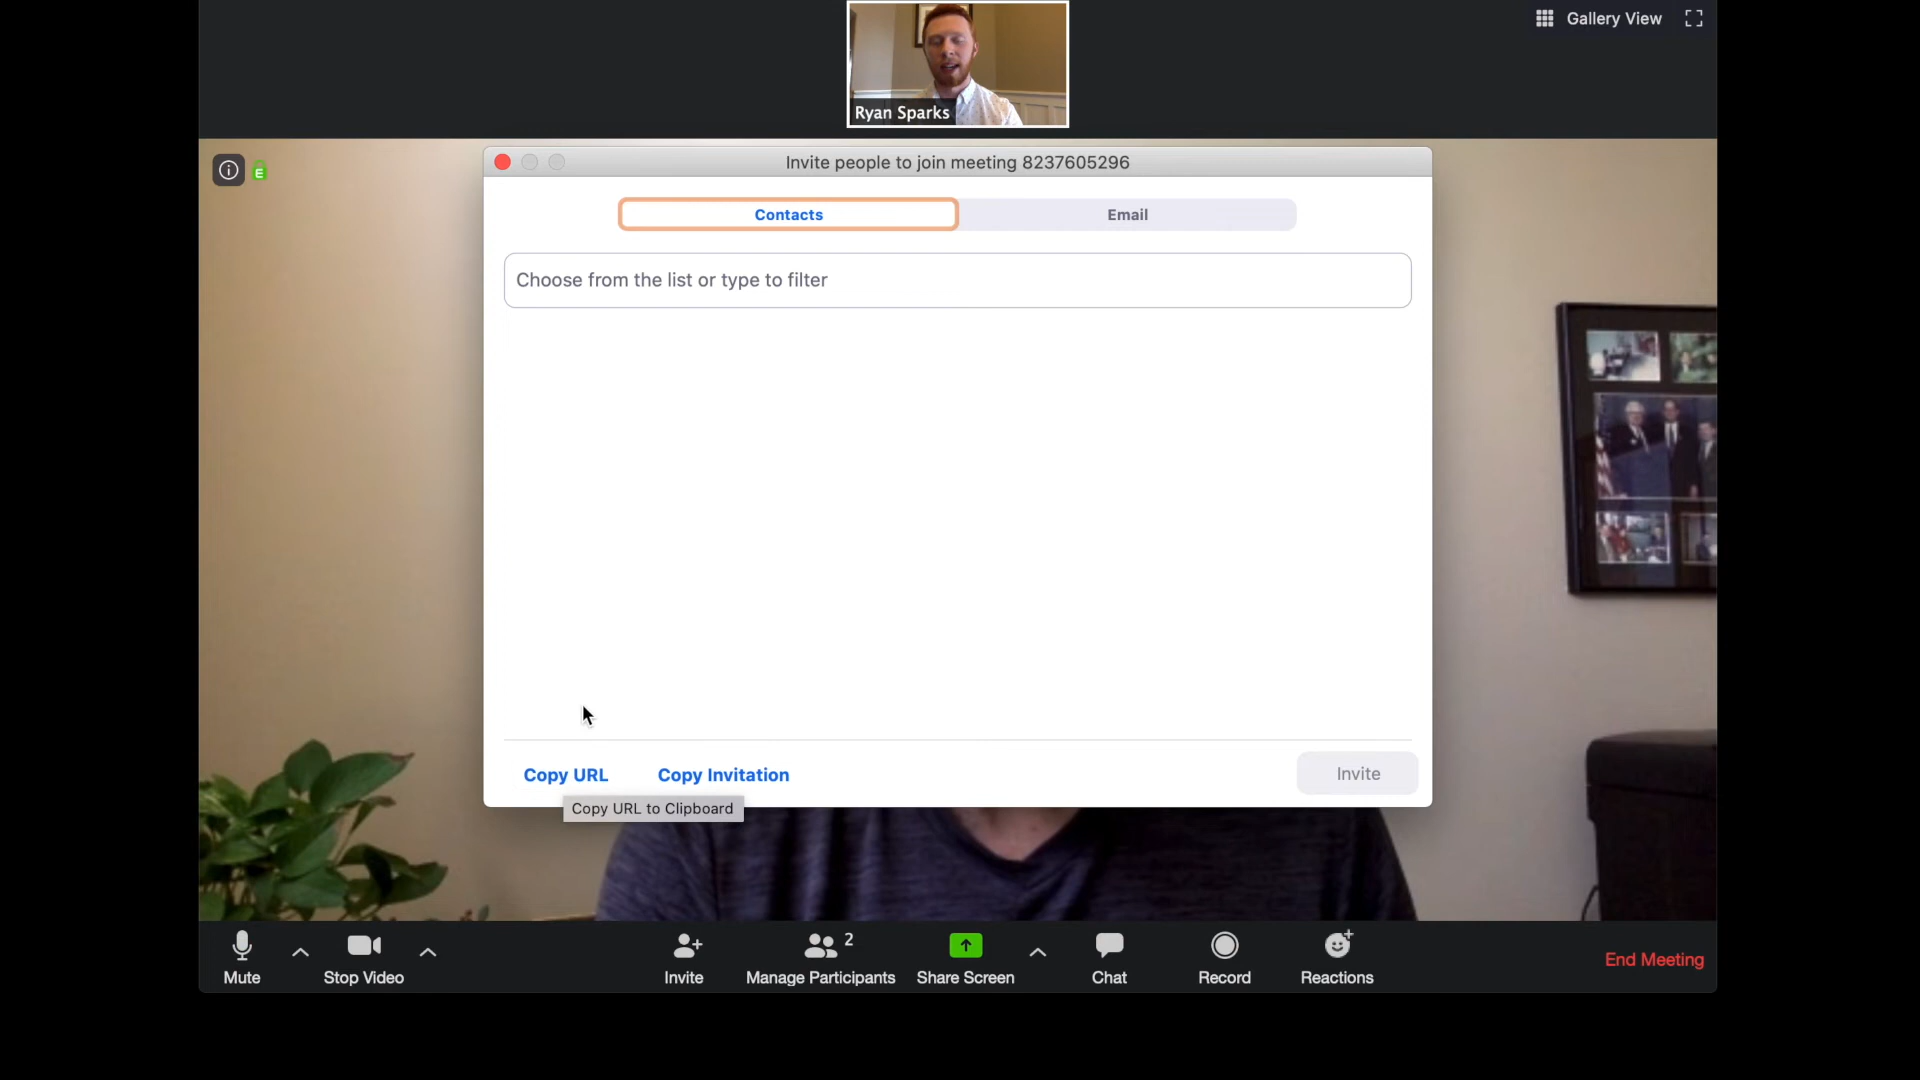 Gallery View
Ryan Sparks
E
Invite people to join meeting 8237605296
Contacts
Email
Choose from the list or type to filter
Copy URL
Copy Invitation
Invite
Copy URL to Clipboard
Mute
Stop Video
Invite
2
Manage Participants
Share Screen
Chat
Record
Reactions
End Meeting